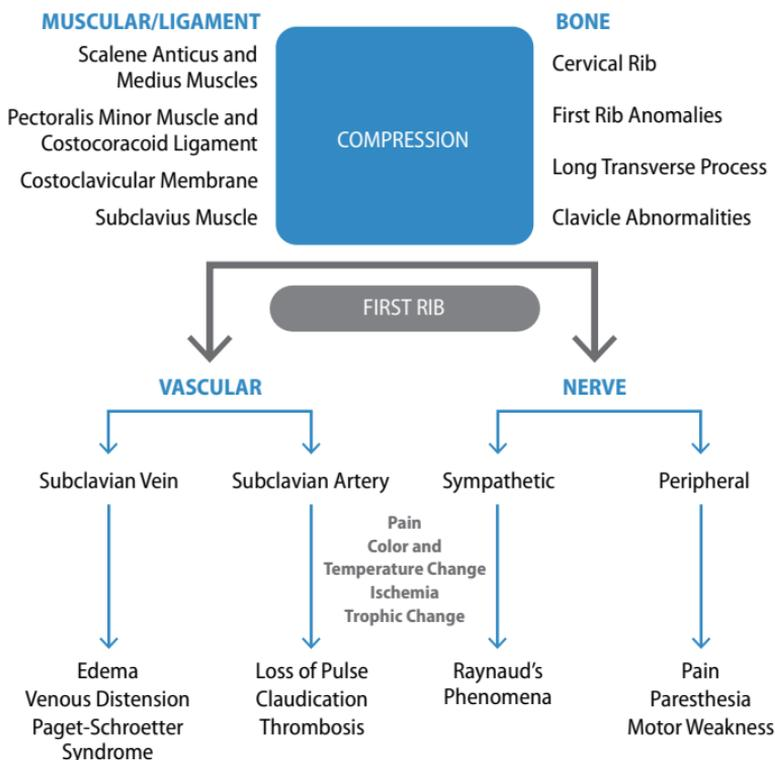 MUSCULAR/LIGAMENT
Scalene Anticus and
Medius Muscles
Pectoralis Minor Muscle and
Costocoracoid Ligament
Costoclavicular Membrane
Subclavius Muscle
COMPRESSION
BONE
Cervical Rib
First Rib Anomalies
Long Transverse Process
Clavicle Abnormalities
FIRST RIB
VASCULAR
NERVE
Subclavian Vein
Subclavian Artery
Sympathetic
Peripheral
Pain
Color and
Temperature Change
Ischemia
Trophic Change
Edema
Venous Distension
Paget-Schroetter
Syndrome
Loss of Pulse
Claudication
Thrombosis
Raynaud’s
Phenomena
Pain
Paresthesia
Motor Weakness